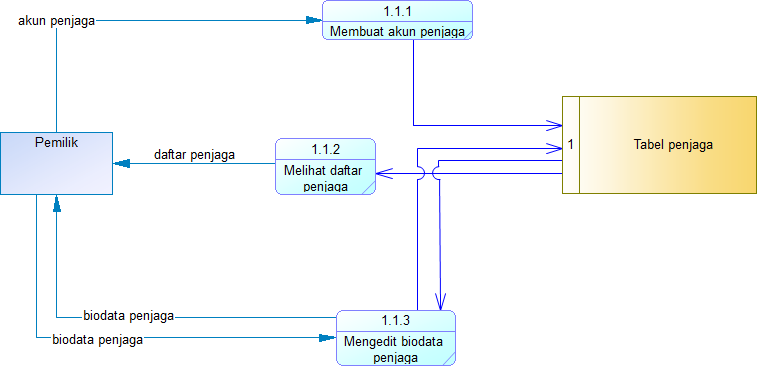 akun penjaga
1.1.1
Membuat akun penjaga
Pemilik
daftar penjaga
1.1.2
Melihat daftar
penjaga
1
Tabel penjaga
biodata penjaga
biodata penjaga
1.1.3
Mengedit biodata
penjaga